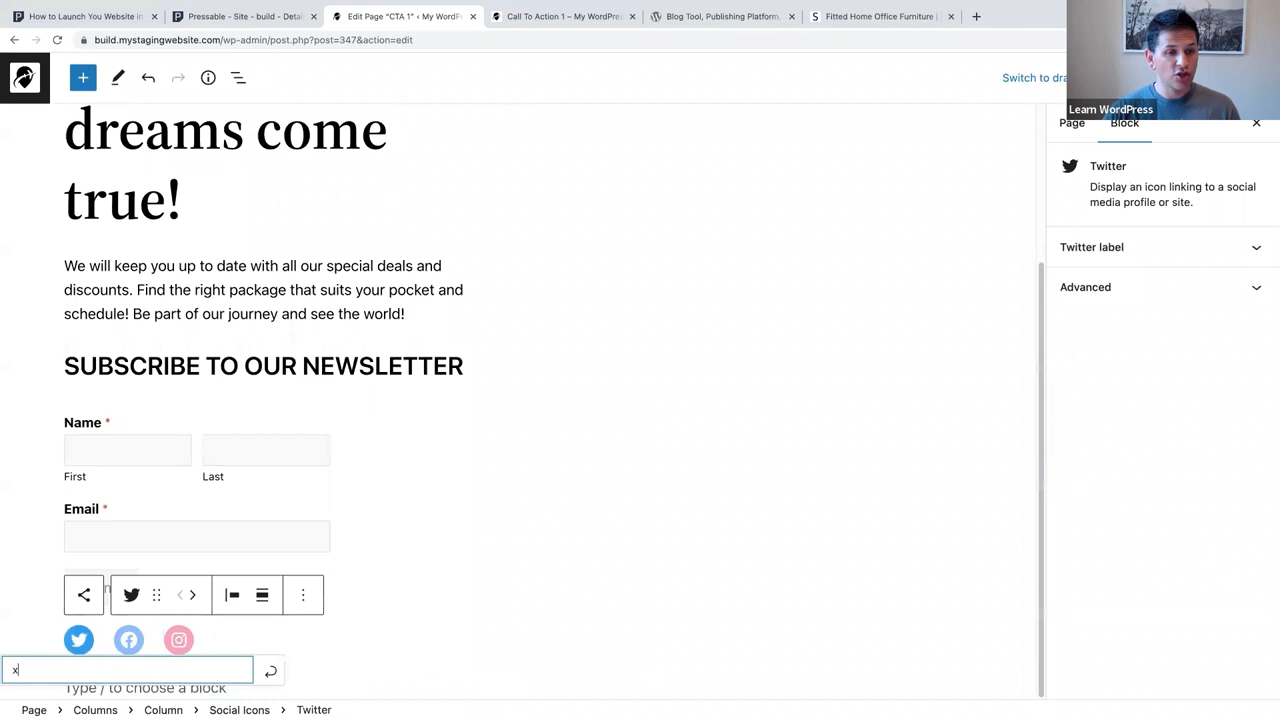 How to Launch You Website in
Pressable - Site - build - Detai
Edit Page “CTA 1” ‹ My WordPr
Call To Action 1 – My WordPre
Blog Tool, Publishing Platform,
Fitted Home Office Furniture |
build.mystagingwebsite.com/wp-admin/post.php?post=347&action=edit
Switch to dra
Learn WordPress
Page
Block
dreams come
true!
Twitter
Display an icon linking to a social
media profile or site.
Twitter label
Advanced
We will keep you up to date with all our special deals and
discounts. Find the right package that suits your pocket and
schedule! Be part of our journey and see the world!
SUBSCRIBE TO OUR NEWSLETTER
Name *
First
Last
Email *
x
Type / to choose a block
Page > Columns > Column > Social Icons > Twitter